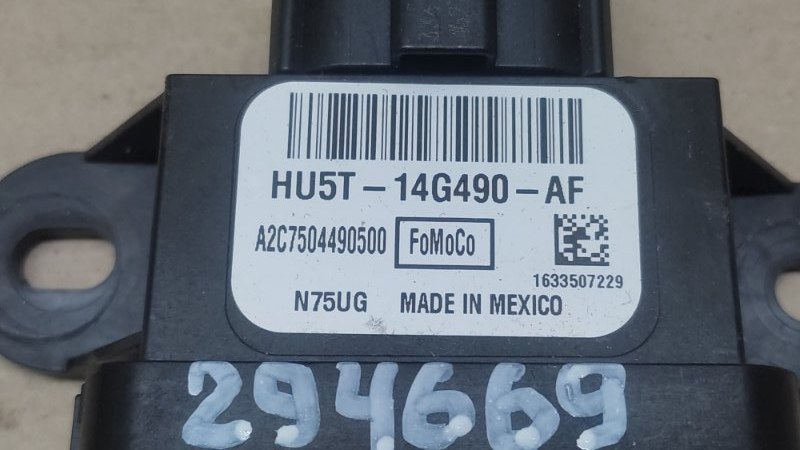 HU5T-14G490-AF
A2C7504490500 FoMoCo
1633507229
N75UG MADE IN MEXICO
294669